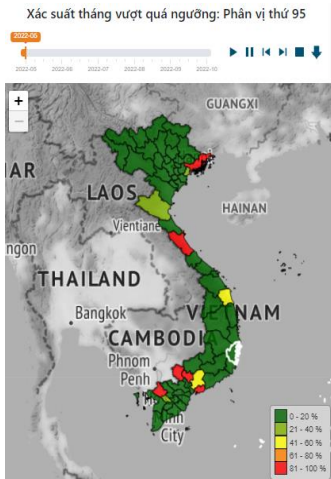 Xác suất tháng vượt quá ngưỡng: Phân vị thứ 95
2022-05
2022-05 2022-06 2022-07 2022-08 2022-09 2022-10
+
−
GUANGXI
AR
LAOS
HAINAN
Vientiane
ngon
THAILAND
VIETNAM
Bangkok
CAMBODIA
Phnom
Penh
City
0 - 20 %
21 - 40 %
41 - 60 %
61 - 80 %
81 - 100 %